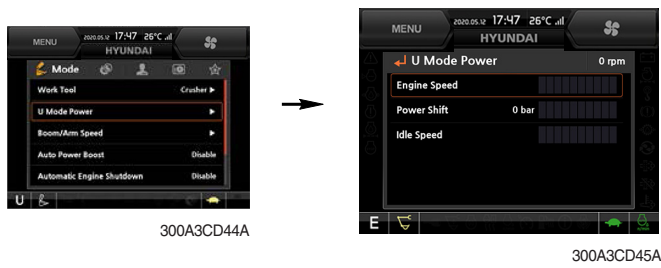 MENU
2020.05.12 17:47 26°C .ıll
HYUNDAI
Mode
Work Tool Crusher ▶
U Mode Power ▶
Boom/Arm Speed ▶
Auto Power Boost Disable
Automatic Engine Shutdown Disable
U
300A3CD44A
MENU
2020.05.12 17:47 26°C .ıll
HYUNDAI
U Mode Power 0 rpm
Engine Speed
Power Shift 0 bar
Idle Speed
E
300A3CD45A